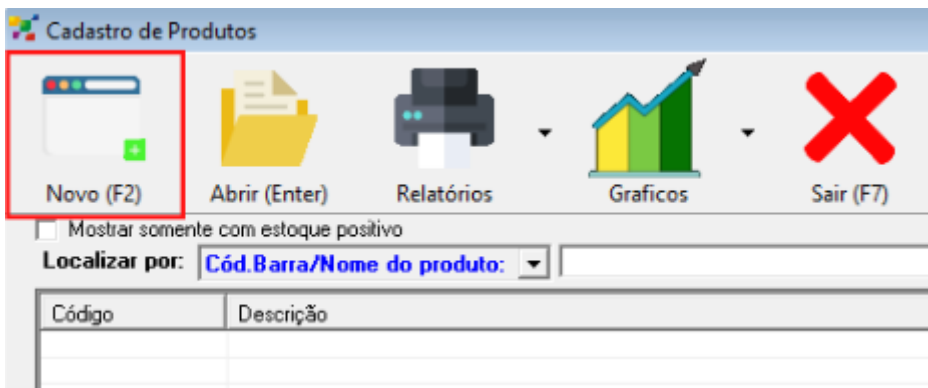 Cadastro de Produtos
Novo (F2) Abrir (Enter) Relatórios Graficos Sair (F7)
Mostrar somente com estoque positivo
Localizar por: Cód.Barra/Nome do produto:
Código Descrição